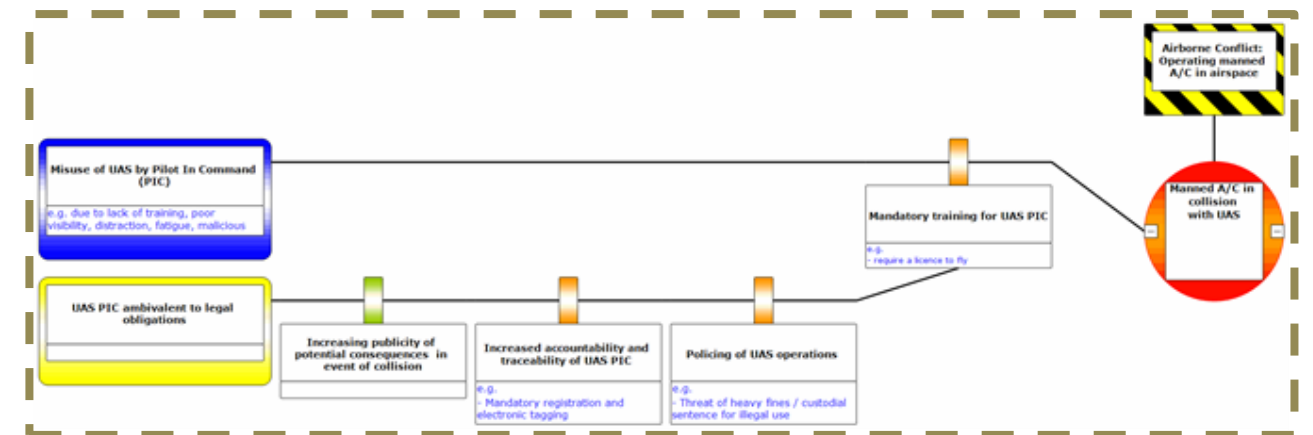 Airborne Conflict:
Operating manned
A/C in airspace
Misuse of UAS by Pilot In Command
(PIC)
e.g. due to lack of training, poor
visibility, distraction, fatigue, malicious
Mandatory training for UAS PIC
e.g.
- require a licence to fly
Manned A/C in
collision
with UAS
UAS PIC ambivalent to legal
obligations
Increasing publicity of
potential consequences in
event of collision
Increased accountability and
traceability of UAS PIC
e.g.
- Mandatory registration and
electronic tagging
Policing of UAS operations
e.g.
- Threat of heavy fines / custodial
sentence for illegal use